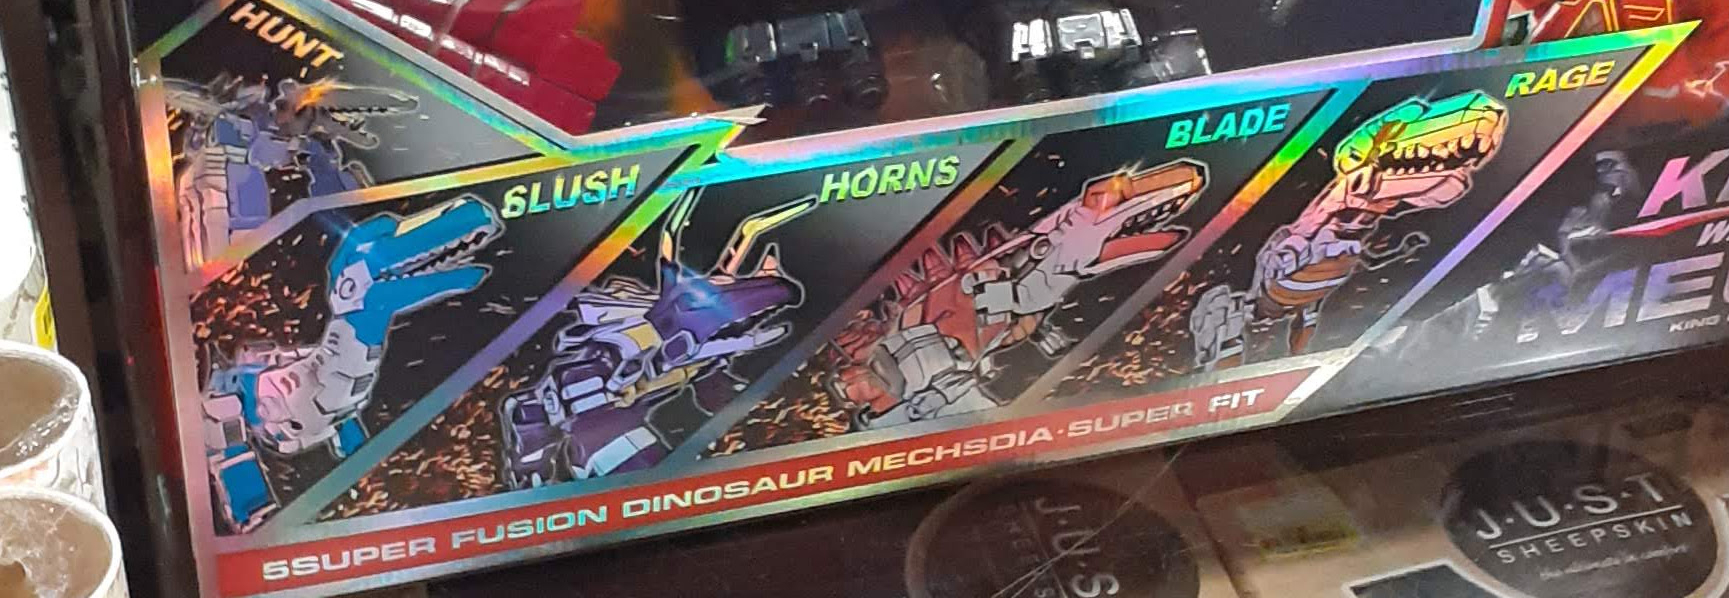 HUNT
SLUSH
HORNS
BLADE
RAGE
5SUPER FUSION DINOSAUR MECHSDIA·SUPER FIT
J·U·S·T
SHEEPSKIN